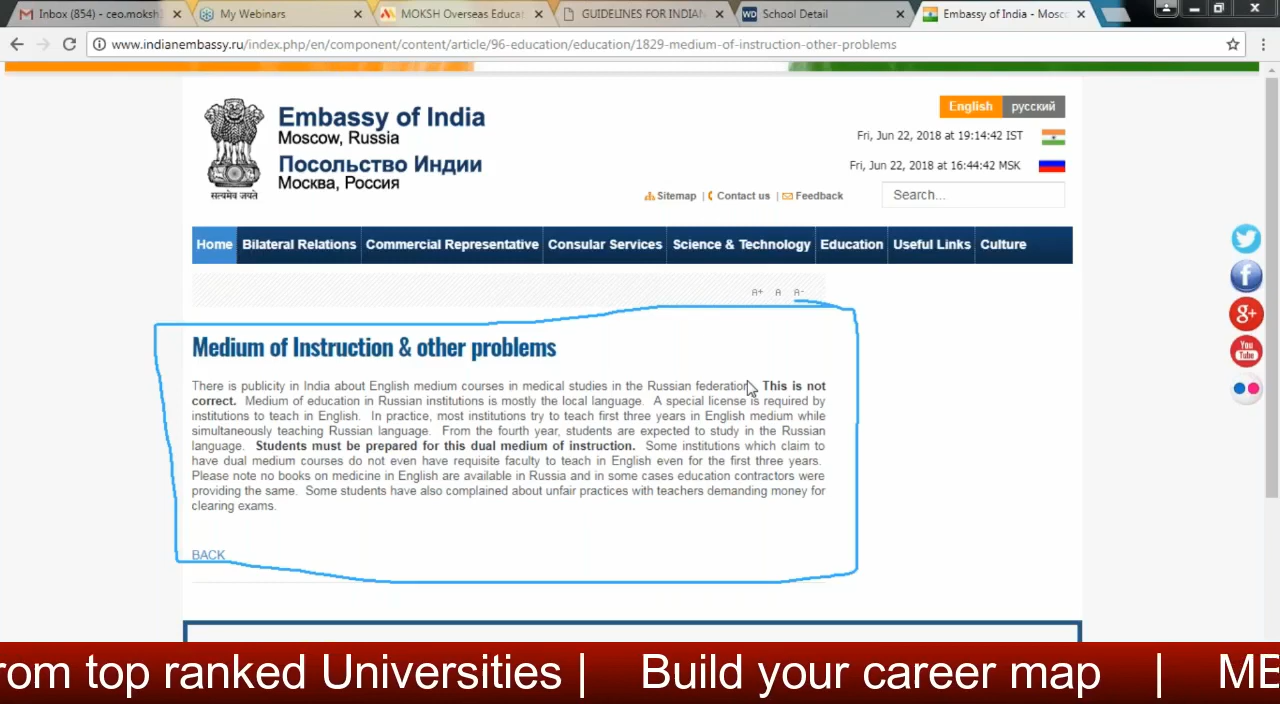 Inbox (854) - ceo.moksh
My Webinars
MOKSH Overseas Educat
GUIDELINES FOR INDIAN
WD School Detail
Embassy of India - Mosc
www.indianembassy.ru/index.php/en/component/content/article/96-education/education/1829-medium-of-instruction-other-problems
English русский
Embassy of India
Moscow, Russia
Посольство Индии
Москва, Россия
सत्यमेव जयते
Fri, Jun 22, 2018 at 19:14:42 IST
Fri, Jun 22, 2018 at 16:44:42 MSK
Sitemap | Contact us | Feedback
Search...
Home Bilateral Relations Commercial Representative Consular Services Science & Technology Education Useful Links Culture
A+ A A-
Medium of Instruction & other problems
There is publicity in India about English medium courses in medical studies in the Russian federation. This is not
correct. Medium of education in Russian institutions is mostly the local language. A special license is required by
institutions to teach in English. In practice, most institutions try to teach first three years in English medium while
simultaneously teaching Russian language. From the fourth year, students are expected to study in the Russian
language. Students must be prepared for this dual medium of instruction. Some institutions which claim to
have dual medium courses do not even have requisite faculty to teach in English even for the first three years.
Please note no books on medicine in English are available in Russia and in some cases education contractors were
providing the same. Some students have also complained about unfair practices with teachers demanding money for
clearing exams.
BACK
g+
You
Tube
rom top ranked Universities | Build your career map | ME